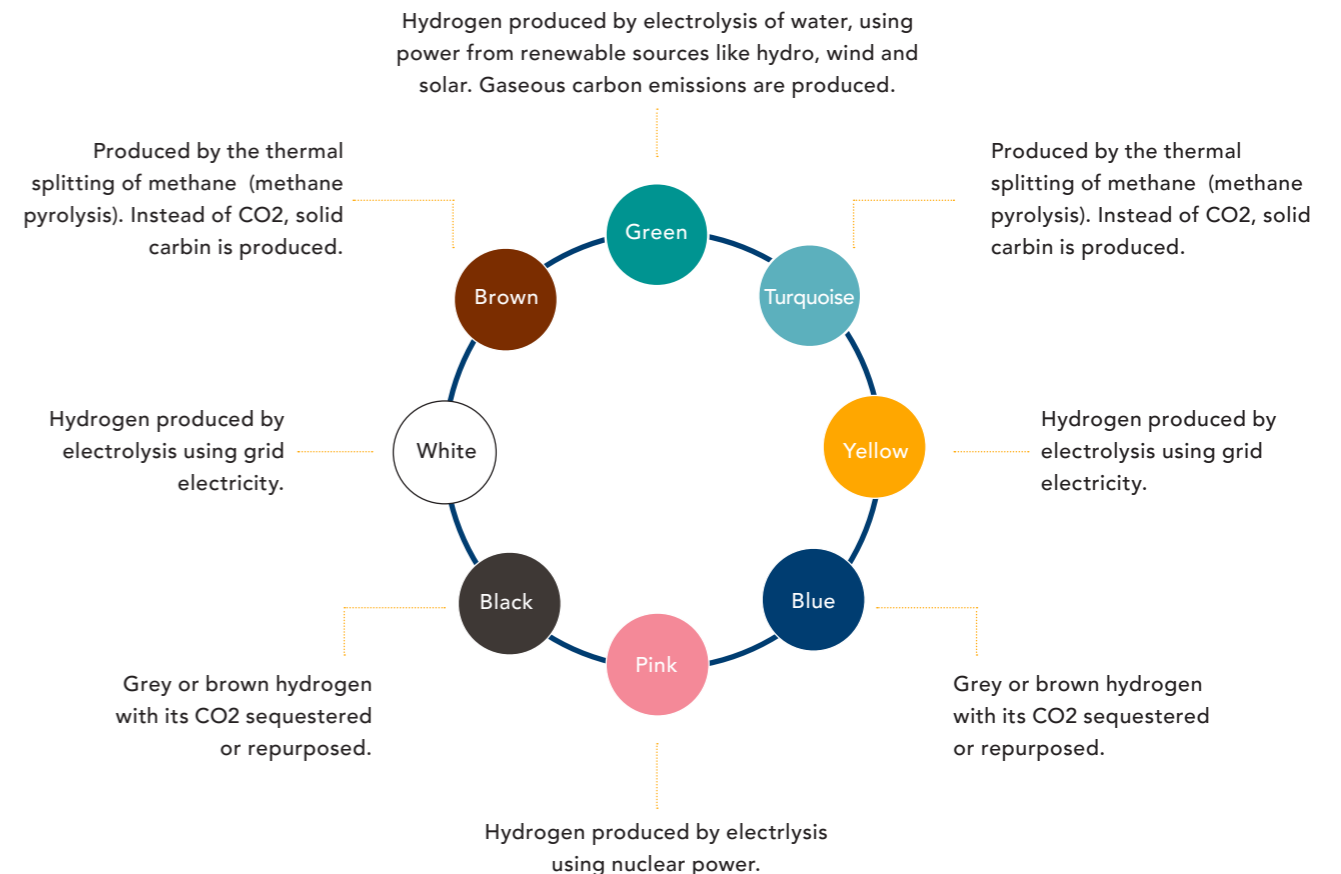 Hydrogen produced by electrolysis of water, using
power from renewable sources like hydro, wind and
solar. Gaseous carbon emissions are produced.
Produced by the thermal
splitting of methane (methane
pyrolysis). Instead of CO2, solid
carbin is produced.
Produced by the thermal
splitting of methane (methane
pyrolysis). Instead of CO2, solid
carbin is produced.
Green
Brown
Turquoise
Hydrogen produced by
electrolysis using grid
electricity.
White
Yellow
Hydrogen produced by
electrolysis using grid
electricity.
Black
Blue
Pink
Grey or brown hydrogen
with its CO2 sequestered
or repurposed.
Grey or brown hydrogen
with its CO2 sequestered
or repurposed.
Hydrogen produced by electrlysis
using nuclear power.